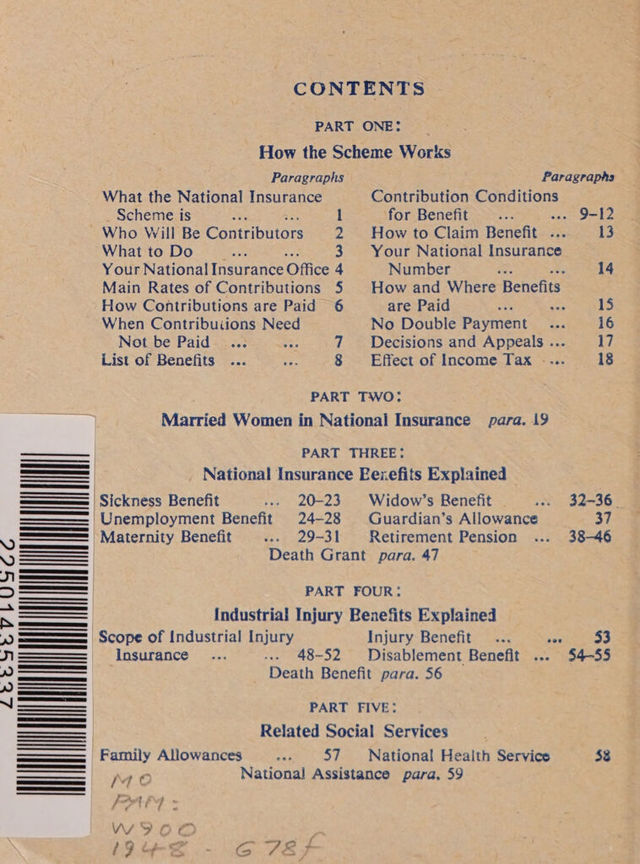 CONTENTS
PART ONE:
How the Scheme Works
Paragraphs
What the National Insurance
Scheme is ... ... 1
Who Will Be Contributors 2
What to Do ... ... 3
Your National Insurance Office 4
Main Rates of Contributions 5
How Contributions are Paid 6
When Contributions Need
Not be Paid ... ... 7
List of Benefits ... ... 8
Paragraphs
Contribution Conditions
for Benefit ... ... 9–12
How to Claim Benefit ... 13
Your National Insurance
Number ... ... 14
How and Where Benefits
are Paid ... ... 15
No Double Payment ... 16
Decisions and Appeals ... 17
Effect of Income Tax ... 18
PART TWO:
Married Women in National Insurance para. 19
PART THREE:
National Insurance Benefits Explained
Sickness Benefit ... 20–23
Unemployment Benefit 24–28
Maternity Benefit ... 29–31
Widow's Benefit ... 32–36
Guardian's Allowance 37
Retirement Pension ... 38–46
Death Grant para. 47
PART FOUR:
Industrial Injury Benefits Explained
Scope of Industrial Injury
Insurance ... ... 48–52
Injury Benefit ... ... 53
Disablement Benefit ... 54–55
Death Benefit para. 56
PART FIVE:
Related Social Services
Family Allowances ... 57
National Health Service 58
National Assistance para. 59
22501435337
MO
PAM:
W900
1948 - G78f